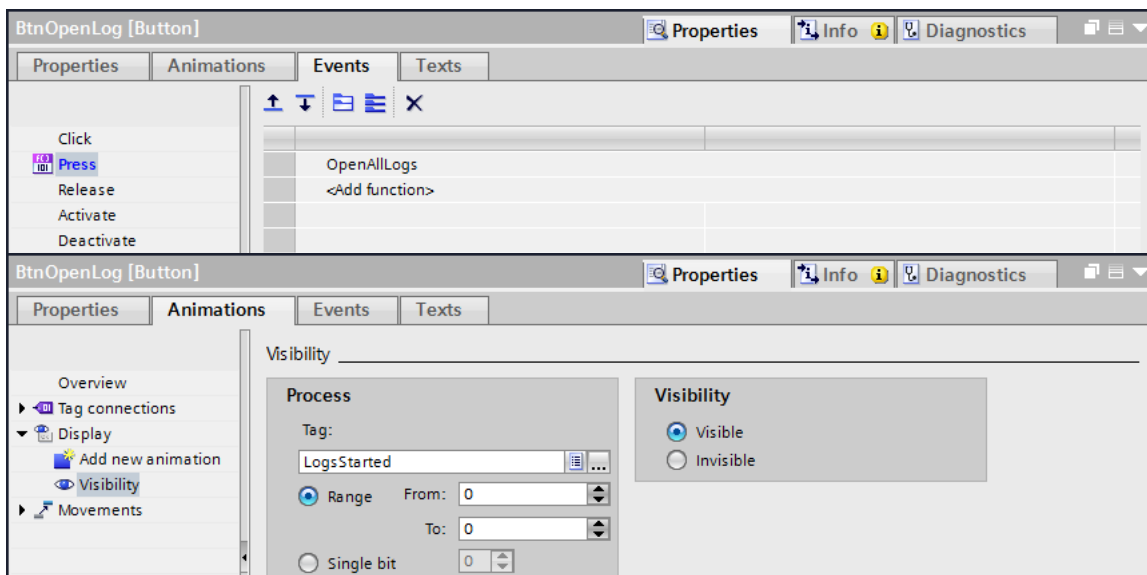 BtnOpenLog [Button] Properties Info Diagnostics
Properties Animations Events Texts
Click
Press OpenAllLogs
Release <Add function>
Activate
Deactivate
BtnOpenLog [Button] Properties Info Diagnostics
Properties Animations Events Texts
Visibility
Overview
Process Visibility
Tag connections
Tag: Visible
Display
Add new animation LogsStarted ... Invisible
Visibility
Range From: 0
Movements
To: 0
Single bit 0